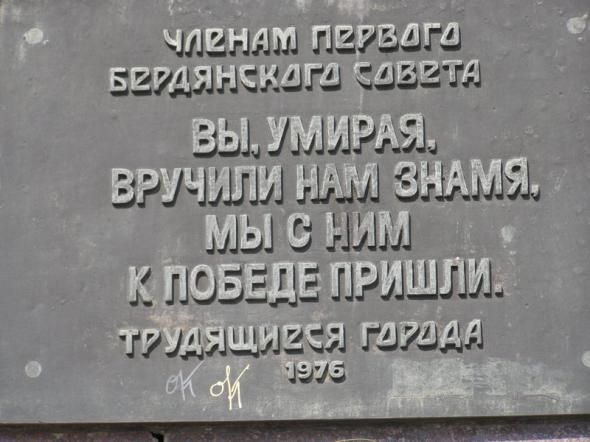 ЧЛЕНАМ ПЕРВОГО
БЕРДЯНСКОГО СОВЕТА
ВЫ, УМИРАЯ,
ВРУЧИЛИ НАМ ЗНАМЯ,
МЫ С НИМ
К ПОБЕДЕ ПРИШЛИ.
ТРУДЯЩИЕСЯ ГОРОДА
1976